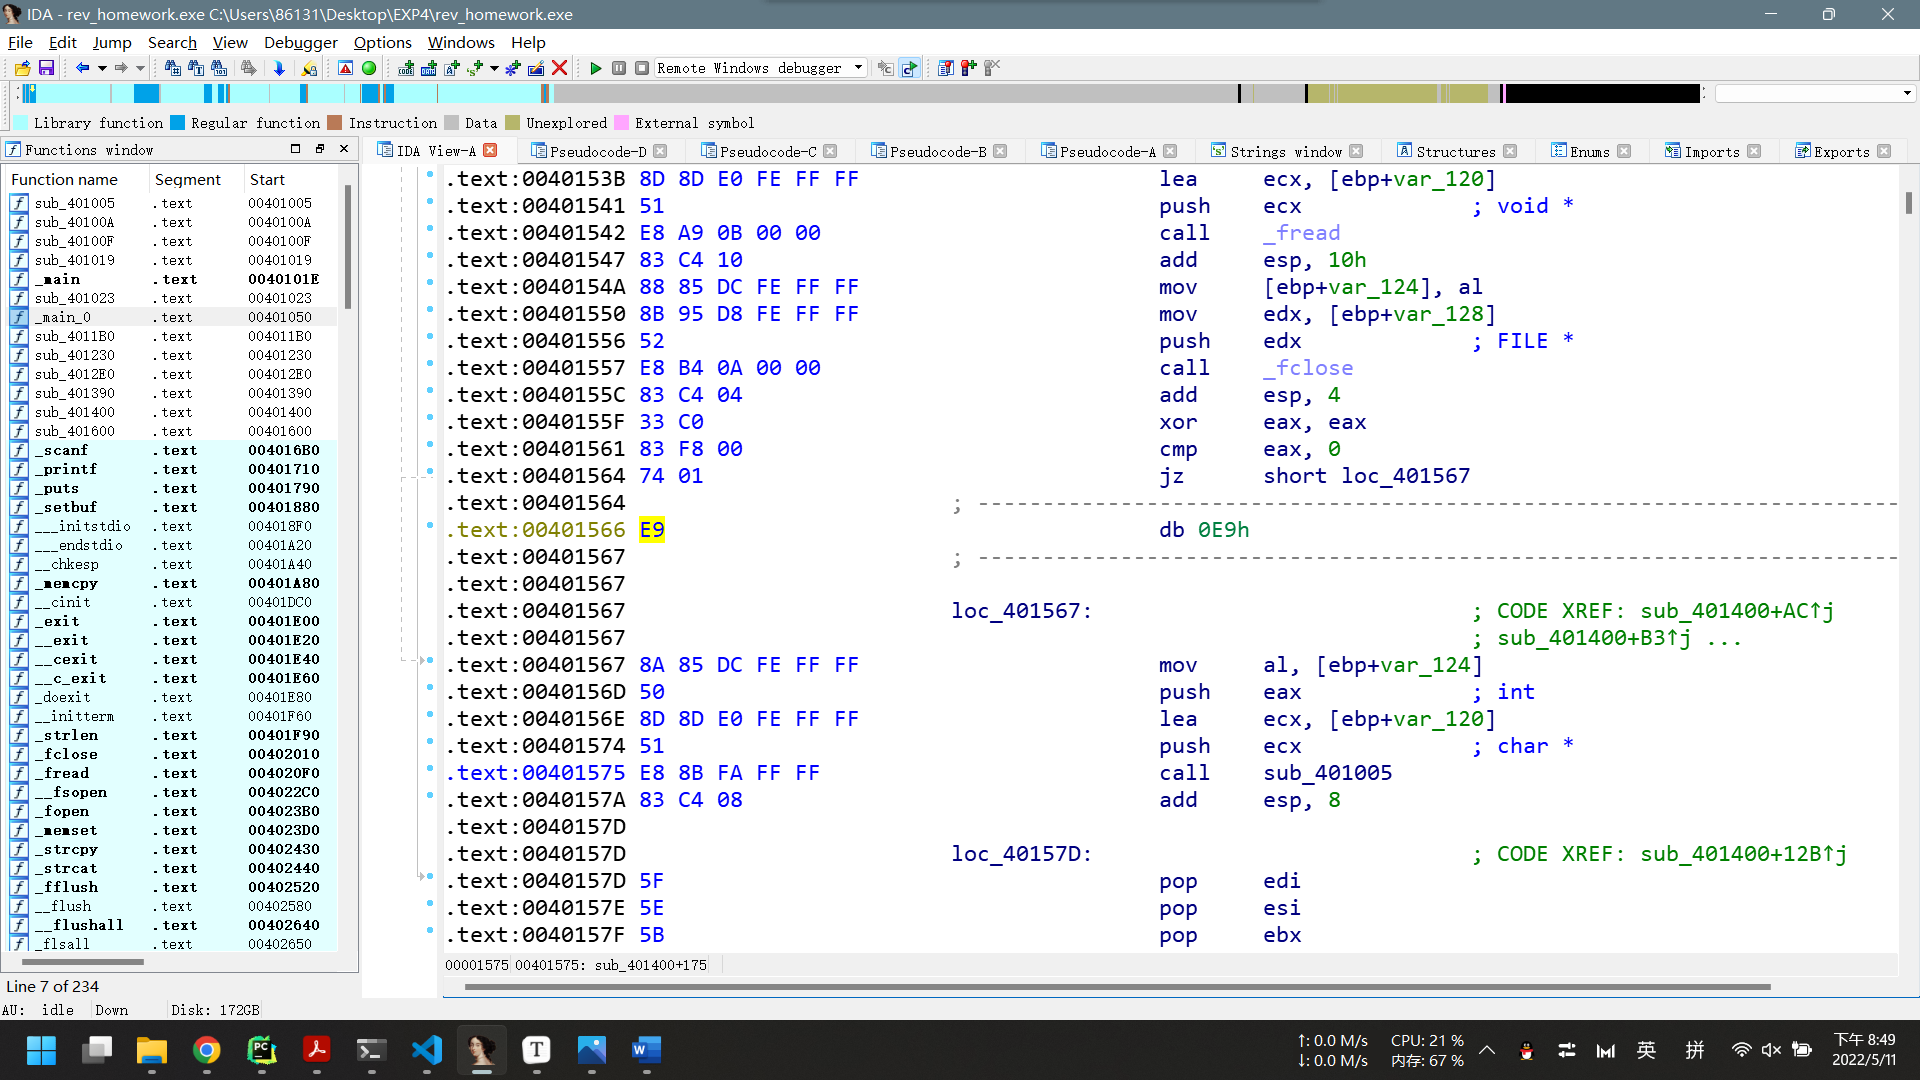 IDA - rev_homework.exe C:\Users\86131\Desktop\EXP4\rev_homework.exe
File Edit Jump Search View Debugger Options Windows Help
Remote Windows debugger
Library function Regular function Instruction Data Unexplored External symbol
Functions window
IDA View-A Pseudocode-D Pseudocode-C Pseudocode-B Pseudocode-A Strings window Structures Enums Imports Exports
Function name Segment Start
sub_401005 .text 00401005
sub_40100A .text 0040100A
sub_40100F .text 0040100F
sub_401019 .text 00401019
_main .text 0040101E
sub_401023 .text 00401023
_main_0 .text 00401050
sub_4011B0 .text 004011B0
sub_401230 .text 00401230
sub_4012E0 .text 004012E0
sub_401390 .text 00401390
sub_401400 .text 00401400
sub_401600 .text 00401600
_scanf .text 004016B0
_printf .text 00401710
_puts .text 00401790
_setbuf .text 00401880
___initstdio .text 004018F0
___endstdio .text 00401A20
__chkesp .text 00401A40
_memcpy .text 00401A80
__cinit .text 00401DC0
_exit .text 00401E00
__exit .text 00401E20
__cexit .text 00401E40
__c_exit .text 00401E60
_doexit .text 00401E80
__initterm .text 00401F60
_strlen .text 00401F90
_fclose .text 00402010
_fread .text 004020F0
__fsopen .text 004022C0
_fopen .text 004023B0
_memset .text 004023D0
_strcpy .text 00402430
_strcat .text 00402440
_fflush .text 00402520
__flush .text 00402580
__flushall .text 00402640
_flsall .text 00402650
Line 7 of 234
.text:0040153B 8D 8D E0 FE FF FF lea ecx, [ebp+var_120]
.text:00401541 51 push ecx ; void *
.text:00401542 E8 A9 0B 00 00 call _fread
.text:00401547 83 C4 10 add esp, 10h
.text:0040154A 88 85 DC FE FF FF mov [ebp+var_124], al
.text:00401550 8B 95 D8 FE FF FF mov edx, [ebp+var_128]
.text:00401556 52 push edx ; FILE *
.text:00401557 E8 B4 0A 00 00 call _fclose
.text:0040155C 83 C4 04 add esp, 4
.text:0040155F 33 C0 xor eax, eax
.text:00401561 83 F8 00 cmp eax, 0
.text:00401564 74 01 jz short loc_401567
.text:00401564 ; ---------------------------------------------------------------------------
.text:00401566 E9 db 0E9h
.text:00401567 ; ---------------------------------------------------------------------------
.text:00401567
.text:00401567 loc_401567: ; CODE XREF: sub_401400+AC↑j
.text:00401567 ; sub_401400+B3↑j ...
.text:00401567 8A 85 DC FE FF FF mov al, [ebp+var_124]
.text:0040156D 50 push eax ; int
.text:0040156E 8D 8D E0 FE FF FF lea ecx, [ebp+var_120]
.text:00401574 51 push ecx ; char *
.text:00401575 E8 8B FA FF FF call sub_401005
.text:0040157A 83 C4 08 add esp, 8
.text:0040157D
.text:0040157D loc_40157D: ; CODE XREF: sub_401400+12B↑j
.text:0040157D 5F pop edi
.text:0040157E 5E pop esi
.text:0040157F 5B pop ebx
00001575 00401575: sub_401400+175
AU: idle Down Disk: 172GB
↑: 0.0 M/s CPU: 21 %
↓: 0.0 M/s 内存: 67 %
英 拼
下午 8:49
2022/5/11